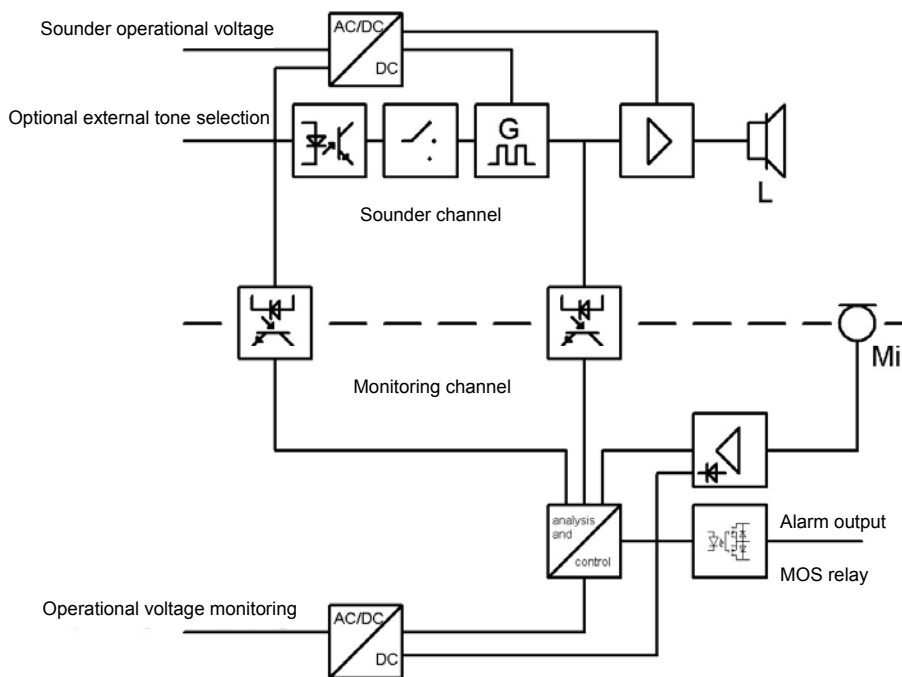 Sounder operational voltage
AC/DC
DC
Optional external tone selection
G
L
Sounder channel
Mi
Monitoring channel
analysis
and
control
Alarm output
MOS relay
Operational voltage monitoring
AC/DC
DC